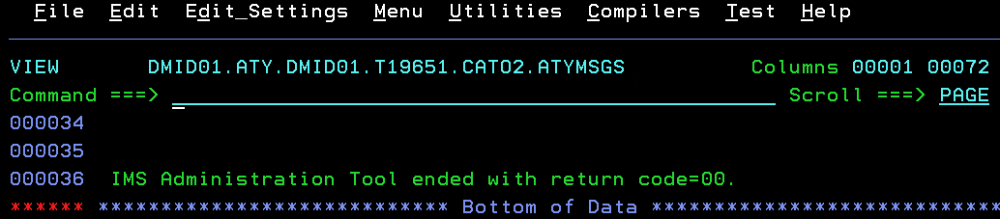 File Edit Edit_Settings Menu Utilities Compilers Test Help
VIEW DMID01.ATY.DMID01.T19651.CATO2.ATYMSGS Columns 00001 00072
Command ===> Scroll ===> PAGE
000034
000035
000036 IMS Administration Tool ended with return code=00.
****** **************************** Bottom of Data ****************************